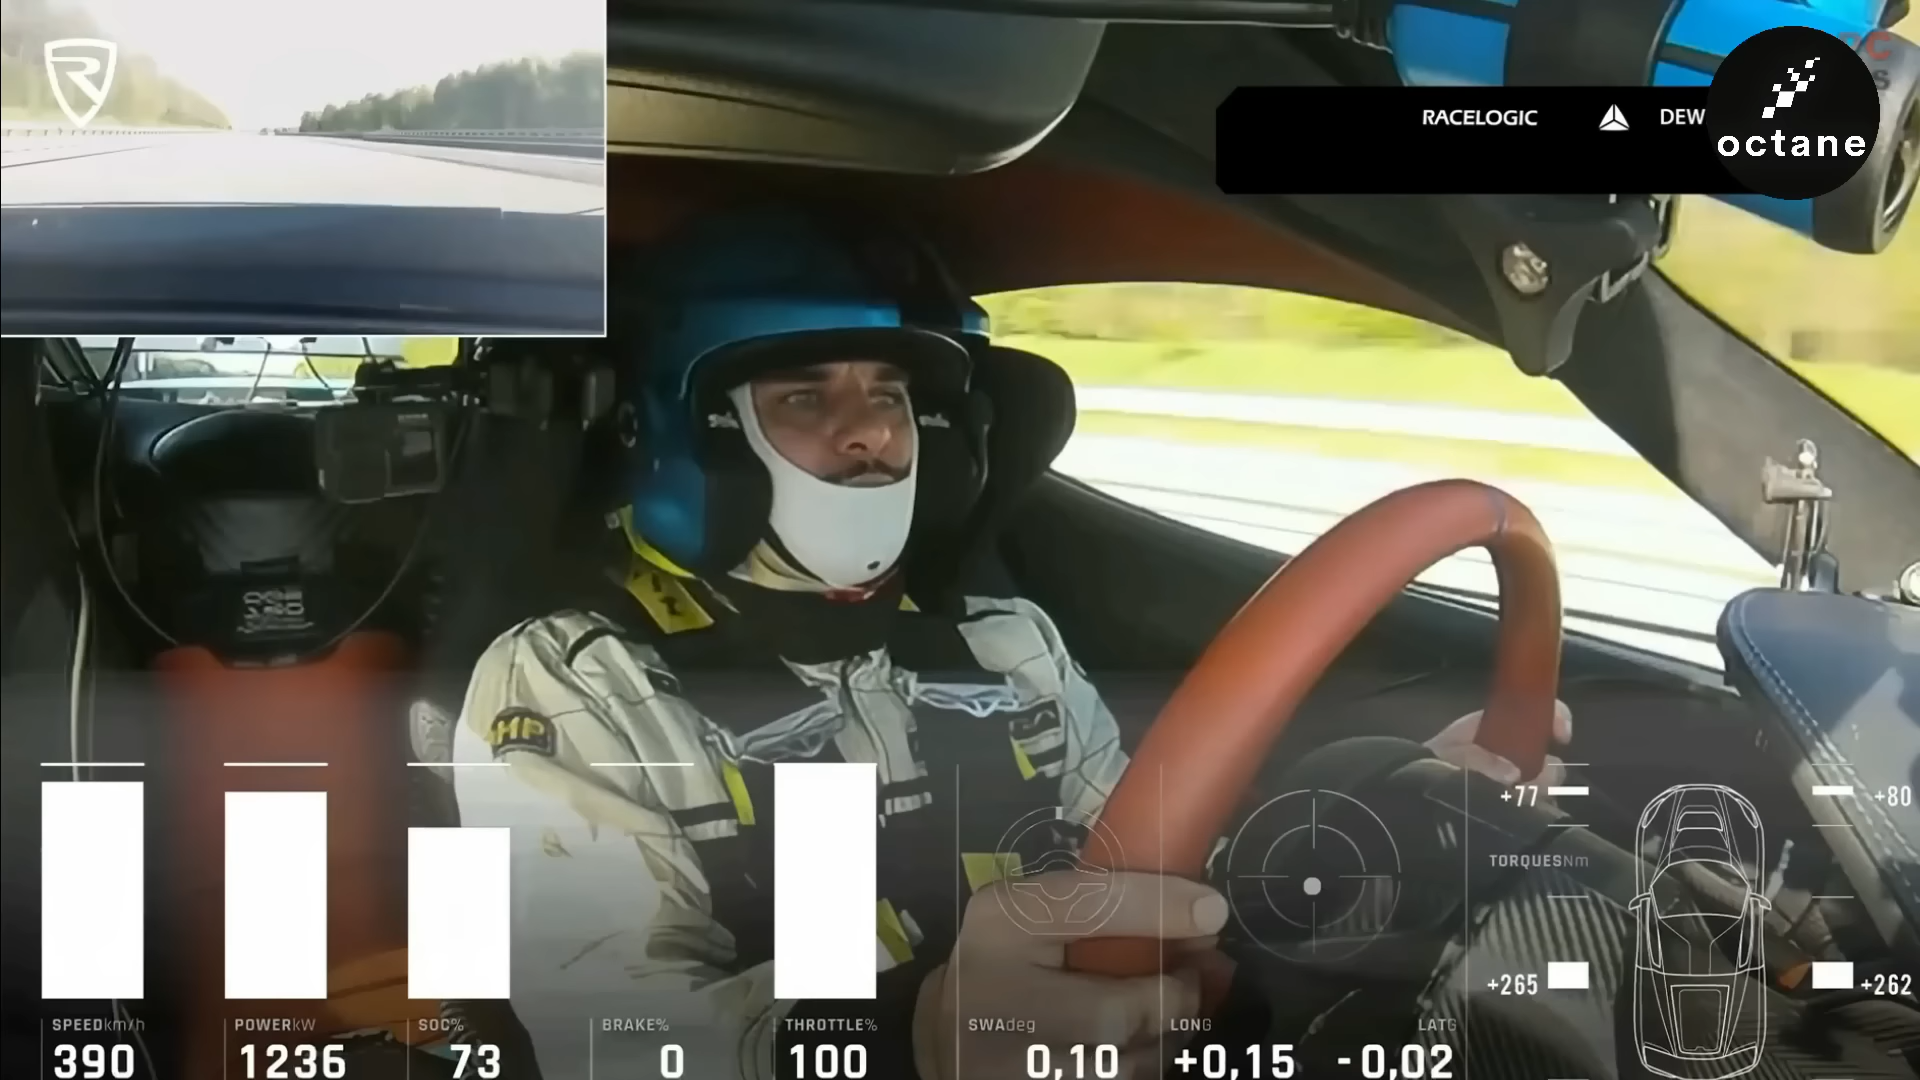 RACELOGIC DEW
octane
HP
+77 +80
TORQUESNm
+265 +262
SPEEDkm/h POWERkW SOC% BRAKE% THROTTLE% SWAdeg LONG LATG
390 1236 73 0 100 0,10 +0,15 -0,02